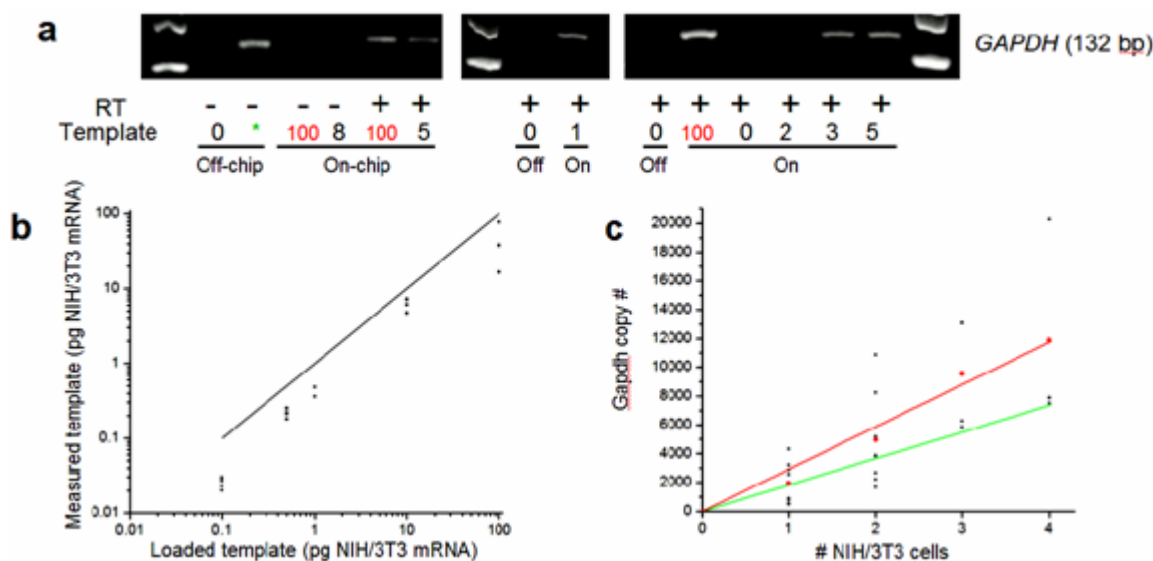 a
GAPDH (132 bp)
RT - - - - + + + + + + + + + +
Template 0 * 100 8 100 5 0 1 0 100 0 2 3 5
Off-chip On-chip Off On Off On
b
Measured template (pg NIH/3T3 mRNA)
100
10
1
0.1
0.01
0.01 0.1 1 10 100
Loaded template (pg NIH/3T3 mRNA)
c
Gapdh copy #
20000
18000
16000
14000
12000
10000
8000
6000
4000
2000
0
0 1 2 3 4
# NIH/3T3 cells